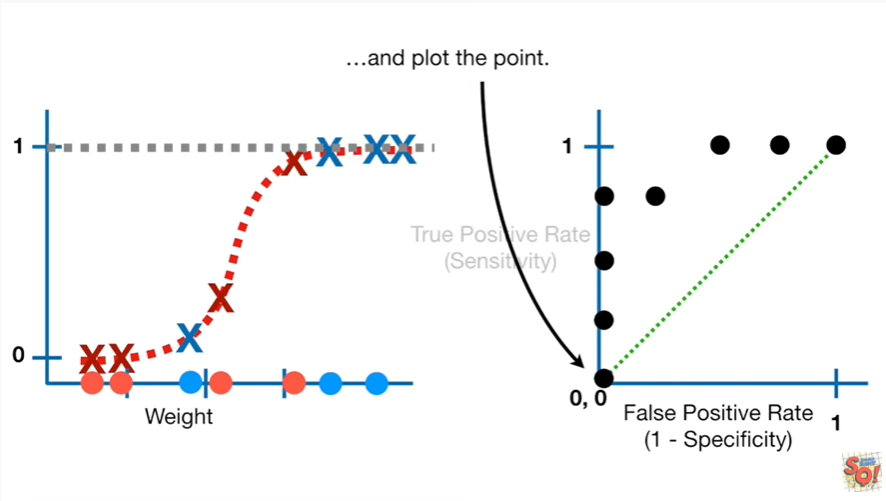 ...and plot the point.
1
0
Weight
1
True Positive Rate
(Sensitivity)
0, 0
False Positive Rate
(1 - Specificity)
1
SQ!